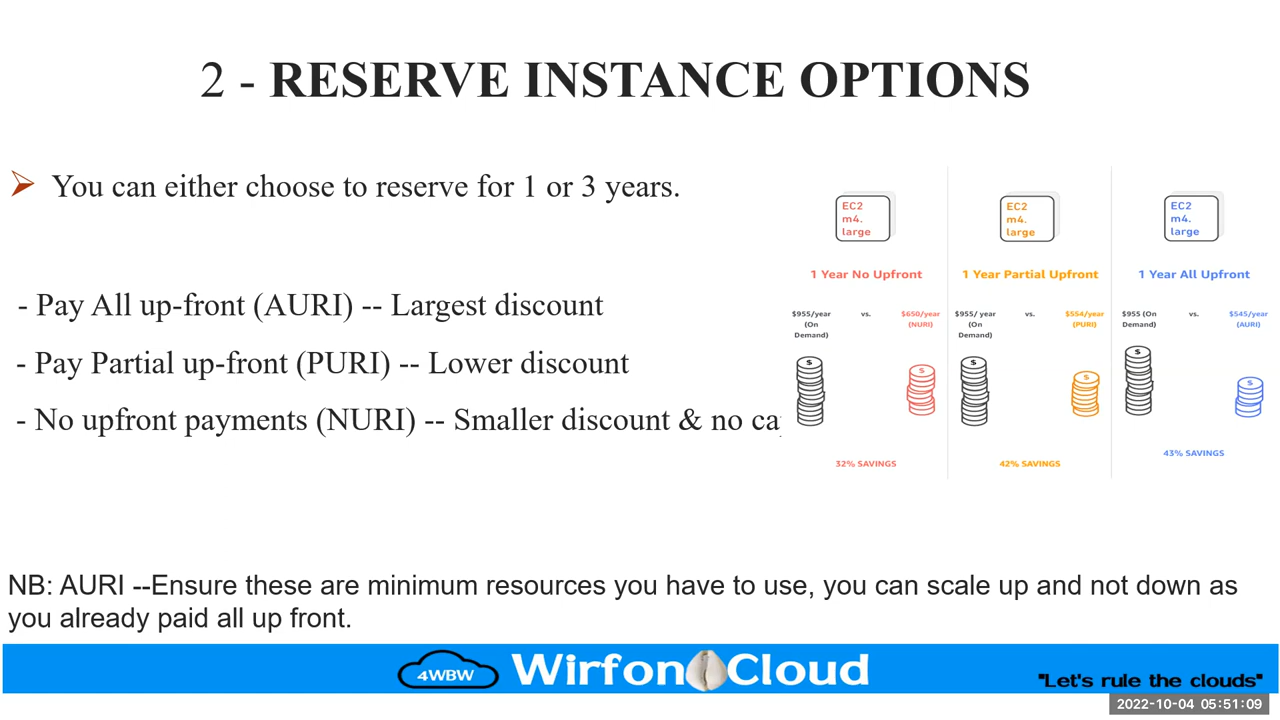 2 - RESERVE INSTANCE OPTIONS
You can either choose to reserve for 1 or 3 years.
- Pay All up-front (AURI) -- Largest discount
- Pay Partial up-front (PURI) -- Lower discount
- No upfront payments (NURI) -- Smaller discount & no
EC2
m4.
large
1 Year No Upfront
$955/year
(On
Demand)
vs.
$650/year
(NURI)
$
$
32% SAVINGS
EC2
m4.
large
1 Year Partial Upfront
$955/ year
(On
Demand)
vs.
$554/year
(PURI)
$
$
42% SAVINGS
EC2
m4.
large
1 Year All Upfront
$955 (On
Demand)
vs.
$545/year
(AURI)
$
$
43% SAVINGS
NB: AURI --Ensure these are minimum resources you have to use, you can scale up and not down as
you already paid all up front.
4WBW
Wirfon Cloud
"Let's rule the clouds"
2022-10-04 05:51:09